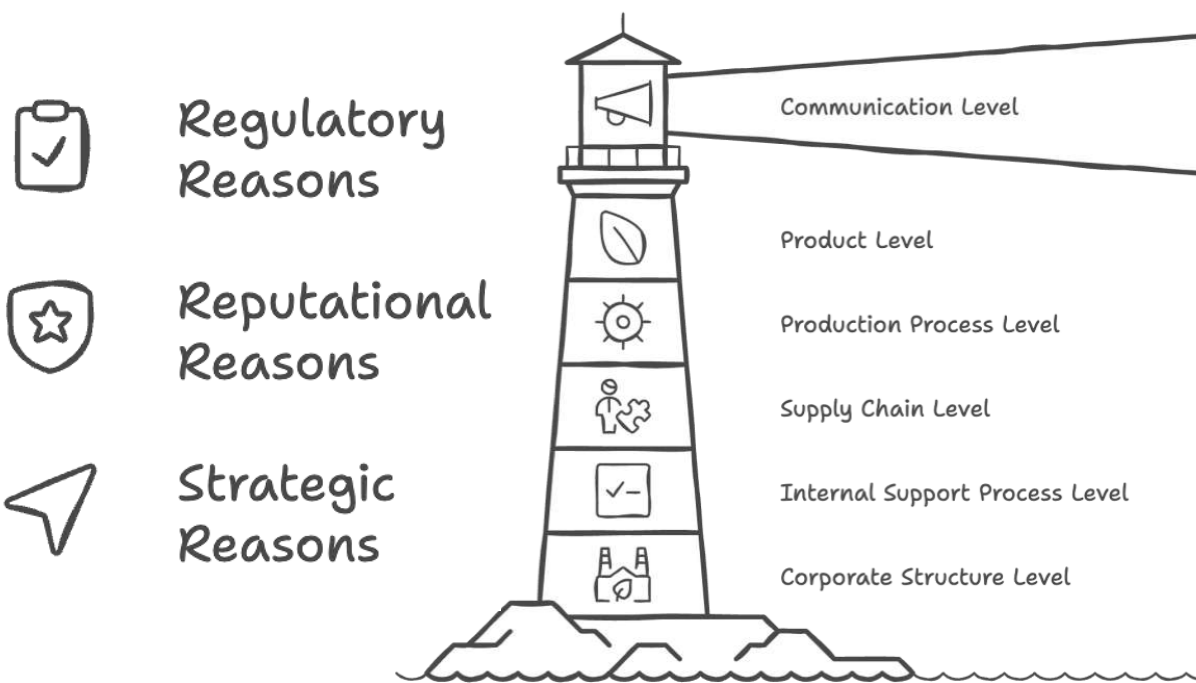 Regulatory
Reasons
Reputational
Reasons
Strategic
Reasons
Communication Level
Product Level
Production Process Level
Supply Chain Level
Internal Support Process Level
Corporate Structure Level